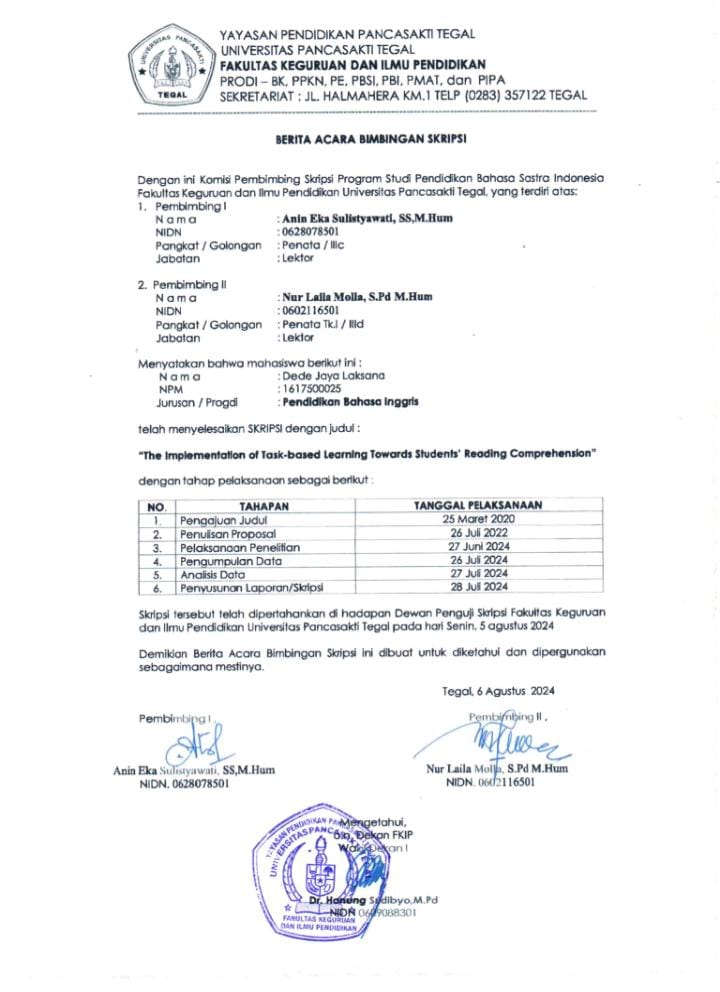 UNIVERSITAS PANCASAKTI
TEGAL
YAYASAN PENDIDIKAN PANCASAKTI TEGAL
UNIVERSITAS PANCASAKTI TEGAL
FAKULTAS KEGURUAN DAN ILMU PENDIDIKAN
PRODI – BK, PPKN, PE, PBSI, PBI, PMAT, dan PIPA
SEKRETARIAT : JL. HALMAHERA KM.1 TELP (0283) 357122 TEGAL
BERITA ACARA BIMBINGAN SKRIPSI
Dengan ini Komisi Pembimbing Skripsi Program Studi Pendidikan Bahasa Sastra Indonesia
Fakultas Keguruan dan Ilmu Pendidikan Universitas Pancasakti Tegal, yang terdiri atas:
1. Pembimbing I
N a m a : Anin Eka Sulistyawati, SS,M.Hum
NIDN : 0628078501
Pangkat / Golongan : Penata / IIIc
Jabatan : Lektor
2. Pembimbing II
N a m a : Nur Laila Molla, S.Pd M.Hum
NIDN : 0602116501
Pangkat / Golongan : Penata Tk.I / IIId
Jabatan : Lektor
Menyatakan bahwa mahasiswa berikut ini :
N a m a : Dede Jaya Laksana
NPM : 1617500025
Jurusan / Progdi : Pendidikan Bahasa Inggris
telah menyelesaikan SKRIPSI dengan judul :
"The Implementation of Task-based Learning Towards Students' Reading Comprehension"
dengan tahap pelaksanaan sebagai berikut :
NO. TAHAPAN TANGGAL PELAKSANAAN
1. Pengajuan Judul 25 Maret 2020
2. Penulisan Proposal 26 Juli 2022
3. Pelaksanaan Penelitian 27 Juni 2024
4. Pengumpulan Data 26 Juli 2024
5. Analisis Data 27 Juli 2024
6. Penyusunan Laporan/Skripsi 28 Juli 2024
Skripsi tersebut telah dipertahankan di hadapan Dewan Penguji Skripsi Fakultas Keguruan
dan Ilmu Pendidikan Universitas Pancasakti Tegal pada hari Senin, 5 agustus 2024
Demikian Berita Acara Bimbingan Skripsi ini dibuat untuk diketahui dan dipergunakan
sebagaimana mestinya.
Tegal, 6 Agustus 2024
Pembimbing I , Pembimbing II ,
Anin Eka Sulistyawati, SS,M.Hum Nur Laila Molla, S.Pd M.Hum
NIDN. 0628078501 NIDN. 0602116501
Mengetahui,
a.n. Dekan FKIP
Wakil Dekan I
Dr. Hanung Sudibyo,M.Pd
NIDN 0609088301
YAYASAN PENDIDIKAN
UNIVERSITAS PANCA
FAKULTAS KEGURUAN
DAN ILMU PENDIDIKAN